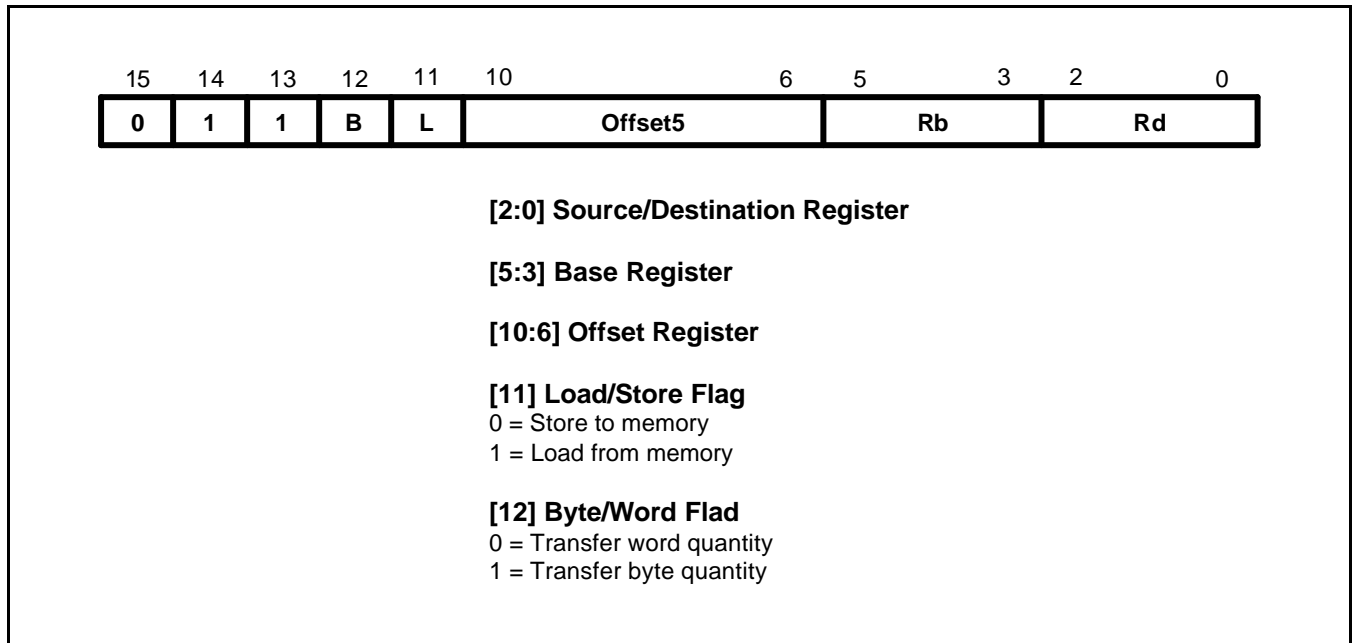 15 14 13 12 11 10 6 5 3 2 0
0 1 1 B L Offset5 Rb Rd
[2:0] Source/Destination Register
[5:3] Base Register
[10:6] Offset Register
[11] Load/Store Flag
0 = Store to memory
1 = Load from memory
[12] Byte/Word Flad
0 = Transfer word quantity
1 = Transfer byte quantity